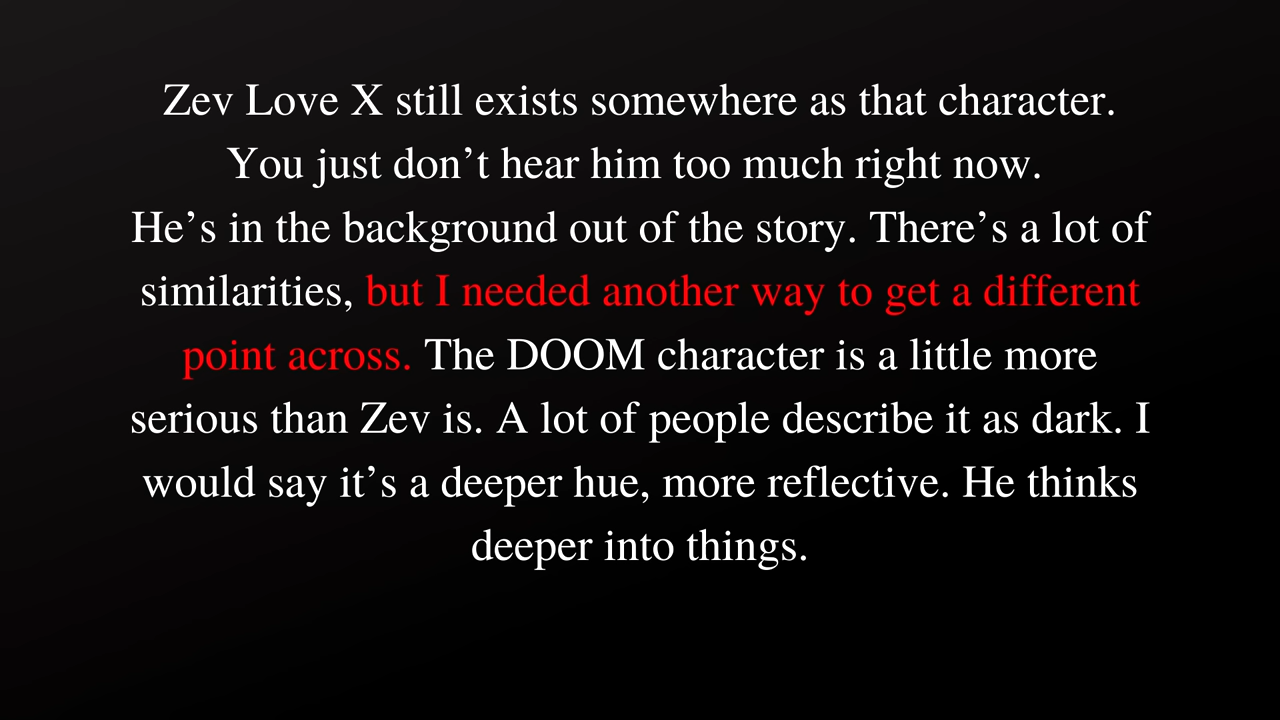 Zev Love X still exists somewhere as that character.
You just don’t hear him too much right now.
He’s in the background out of the story. There’s a lot of
similarities, but I needed another way to get a different
point across. The DOOM character is a little more
serious than Zev is. A lot of people describe it as dark. I
would say it’s a deeper hue, more reflective. He thinks
deeper into things.